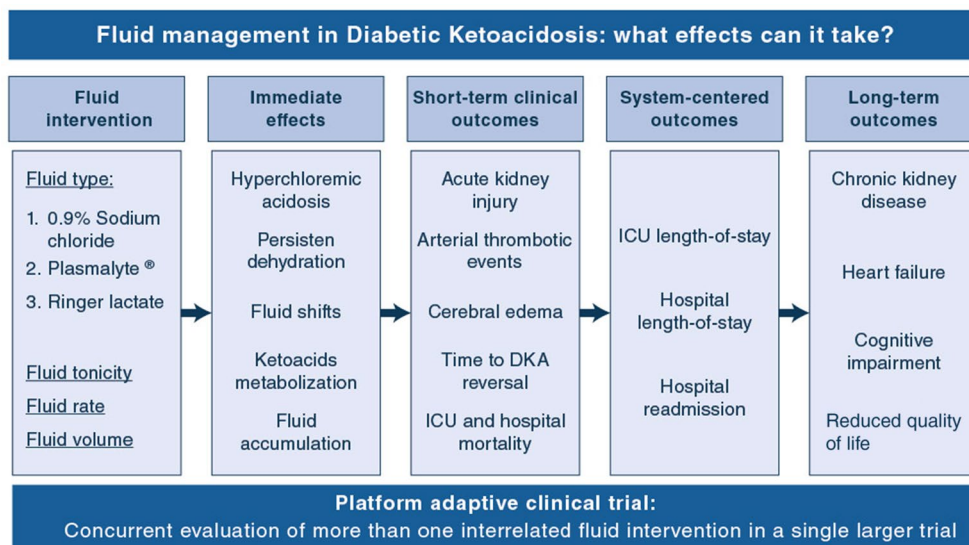 Fluid management in Diabetic Ketoacidosis: what effects can it take?
Fluid
intervention
Fluid type:
1. 0.9% Sodium
chloride
2. Plasmalyte ®
3. Ringer lactate
Fluid tonicity
Fluid rate
Fluid volume
Immediate
effects
Hyperchloremic
acidosis
Persisten
dehydration
Fluid shifts
Ketoacids
metabolization
Fluid
accumulation
Short-term clinical
outcomes
Acute kidney
injury
Arterial thrombotic
events
Cerebral edema
Time to DKA
reversal
ICU and hospital
mortality
System-centered
outcomes
ICU length-of-stay
Hospital
length-of-stay
Hospital
readmission
Long-term
outcomes
Chronic kidney
disease
Heart failure
Cognitive
impairment
Reduced quality
of life
Platform adaptive clinical trial:
Concurrent evaluation of more than one interrelated fluid intervention in a single larger trial